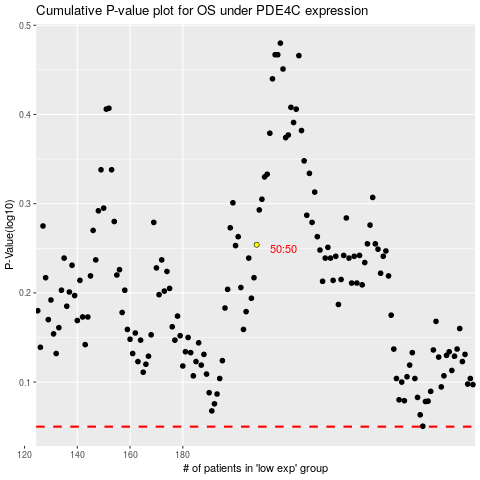 Cumulative P-value plot for OS under PDE4C expression
0.5
0.4
0.3
0.2
0.1
P-Value(log10)
50:50
120 140 160 180
# of patients in 'low exp' group